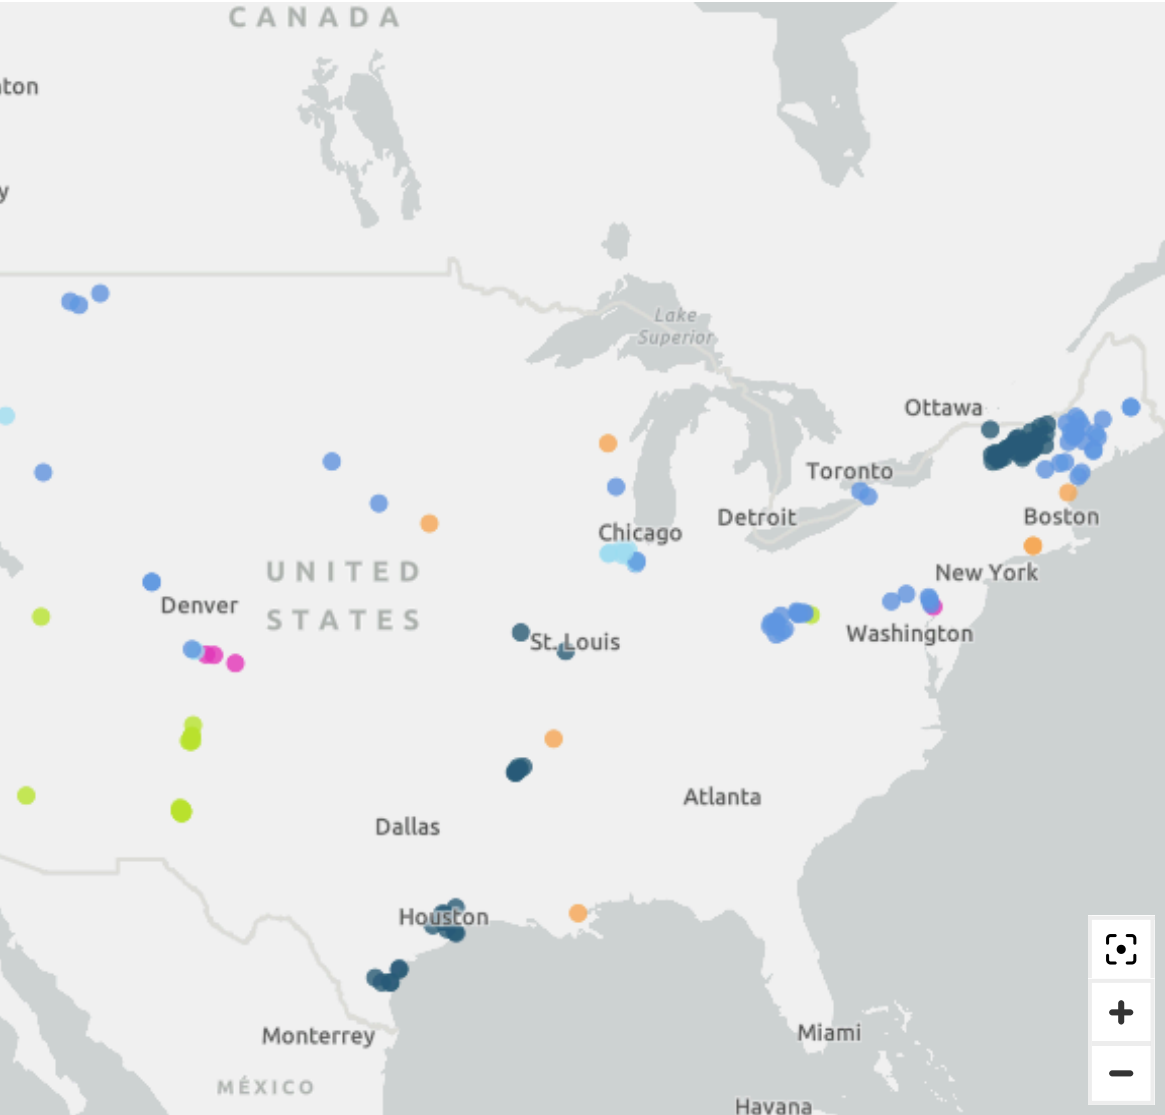 CANADA
ton
y
Lake
Superior
Ottawa
Toronto
Detroit
Boston
Chicago
UNITED
STATES
New York
Denver
St. Louis
Washington
Atlanta
Dallas
Houston
Monterrey
Miami
MÉXICO
Havana